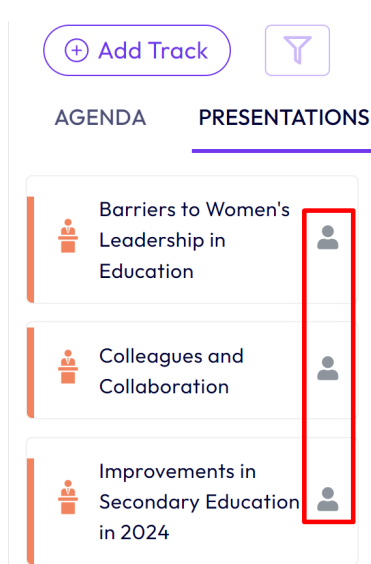 Add Track
AGENDA PRESENTATIONS
Barriers to Women's
Leadership in
Education
Colleagues and
Collaboration
Improvements in
Secondary Education
in 2024